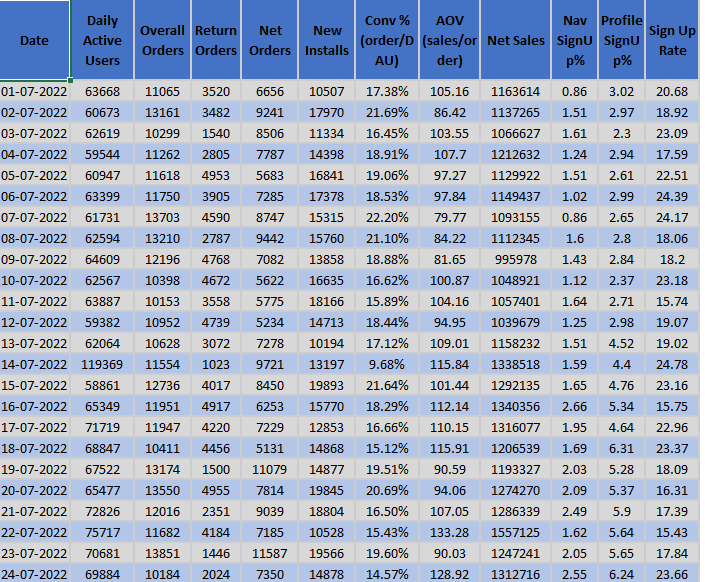 Date Daily Active Users Overall Orders Return Orders Net Orders New Installs Conv % (order/DAU) AOV (sales/order) Net Sales Nav SignUp% Profile SignUp% Sign Up Rate
01-07-2022 63668 11065 3520 6656 10507 17.38% 105.16 1163614 0.86 3.02 20.68
02-07-2022 60673 13161 3482 9241 17970 21.69% 86.42 1137265 1.51 2.97 18.92
03-07-2022 62619 10299 1540 8506 11334 16.45% 103.55 1066627 1.61 2.3 23.09
04-07-2022 59544 11262 2805 7787 14398 18.91% 107.7 1212632 1.24 2.94 17.59
05-07-2022 60947 11618 4953 5683 16841 19.06% 97.27 1129922 1.51 2.61 22.51
06-07-2022 63399 11750 3905 7285 17378 18.53% 97.84 1149437 1.02 2.99 24.39
07-07-2022 61731 13703 4590 8747 15315 22.20% 79.77 1093155 0.86 2.65 24.17
08-07-2022 62594 13210 2787 9442 15760 21.10% 84.22 1112345 1.6 2.8 18.06
09-07-2022 64609 12196 4768 7082 13858 18.88% 81.65 995978 1.43 2.84 18.2
10-07-2022 62567 10398 4672 5622 16635 16.62% 100.87 1048921 1.12 2.37 23.18
11-07-2022 63887 10153 3558 5775 18166 15.89% 104.16 1057401 1.64 2.71 15.74
12-07-2022 59382 10952 4739 5234 14713 18.44% 94.95 1039679 1.25 2.98 19.07
13-07-2022 62064 10628 3072 7278 10194 17.12% 109.01 1158232 1.51 4.52 19.02
14-07-2022 119369 11554 1023 9721 13197 9.68% 115.84 1338518 1.59 4.4 24.78
15-07-2022 58861 12736 4017 8450 19893 21.64% 101.44 1292135 1.65 4.76 23.16
16-07-2022 65349 11951 4917 6253 15770 18.29% 112.14 1340356 2.66 5.34 15.75
17-07-2022 71719 11947 4220 7229 12853 16.66% 110.15 1316077 1.95 4.64 22.96
18-07-2022 68847 10411 4456 5131 14868 15.12% 115.91 1206539 1.69 6.31 23.37
19-07-2022 67522 13174 1500 11079 14877 19.51% 90.59 1193327 2.03 5.28 18.09
20-07-2022 65477 13550 4955 7814 19845 20.69% 94.06 1274270 2.09 5.37 16.31
21-07-2022 72826 12016 2351 9039 18804 16.50% 107.05 1286339 2.49 5.9 17.39
22-07-2022 75717 11682 4184 7185 10528 15.43% 133.28 1557125 1.62 5.64 15.43
23-07-2022 70681 13851 1446 11587 19566 19.60% 90.03 1247241 2.05 5.65 17.84
24-07-2022 69884 10184 2024 7350 14878 14.57% 128.92 1312716 2.55 6.24 23.66